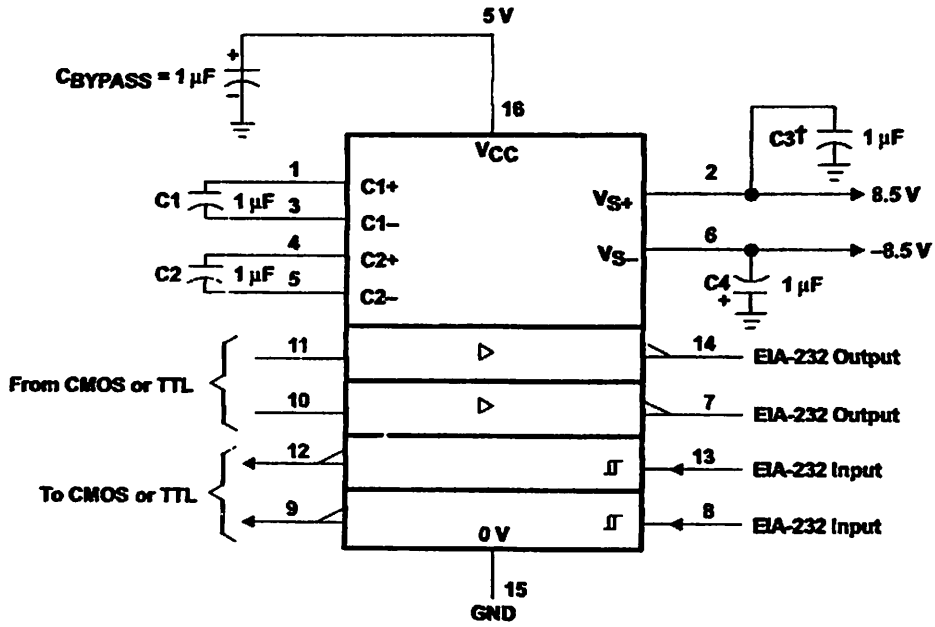 5 V
CBYPASS = 1 µF
+
–
16
VCC
C3†
1 µF
1
2
C1+
VS+
8.5 V
C1
1 µF
3
C1–
4
6
C2+
VS–
–8.5 V
C2
1 µF
5
C2–
C4
+
1 µF
11
14
EIA-232 Output
From CMOS or TTL
10
7
EIA-232 Output
12
13
EIA-232 Input
To CMOS or TTL
9
8
EIA-232 Input
0 V
15
GND